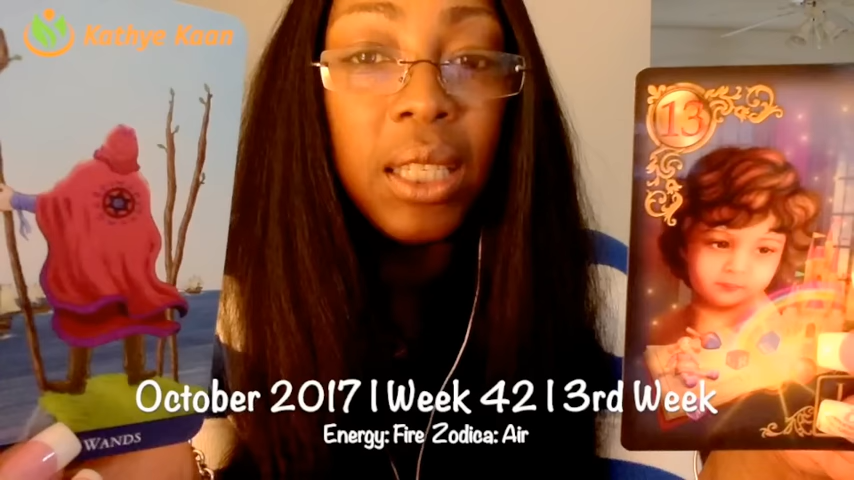 Kathye Kaan
13
WANDS
October 2017 | Week 42 | 3rd Week
Energy: Fire Zodica: Air